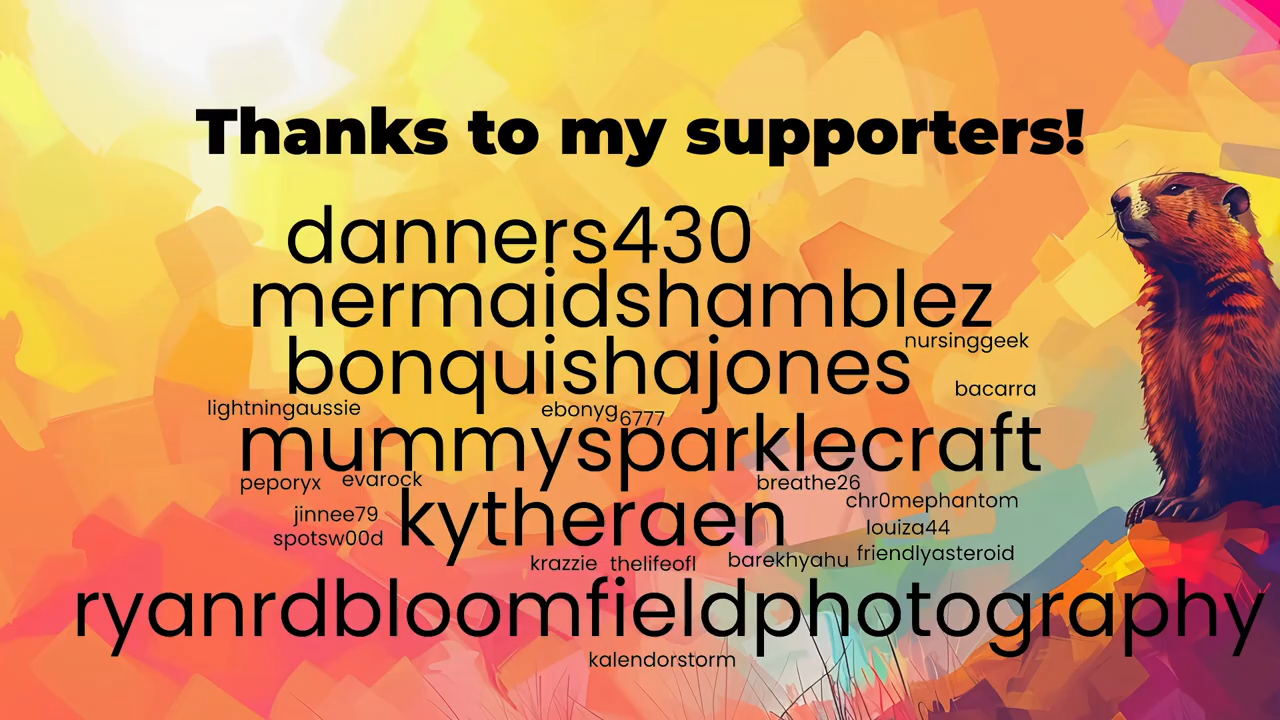 Thanks to my supporters!
danners430
mermaidshamblez
nursinggeek
bonquishajones
bacarra
lightningaussie
ebonyg_6777
mummysparklecraft
peporyx
evarock
breathe26
chr0mephantom
jinnee79
kytheraen
louiza44
spotsw00d
friendlyasteroid
krazzie
thelifeofl
barekhyahu
ryanrdbloomfieldphotography
kalendorstorm